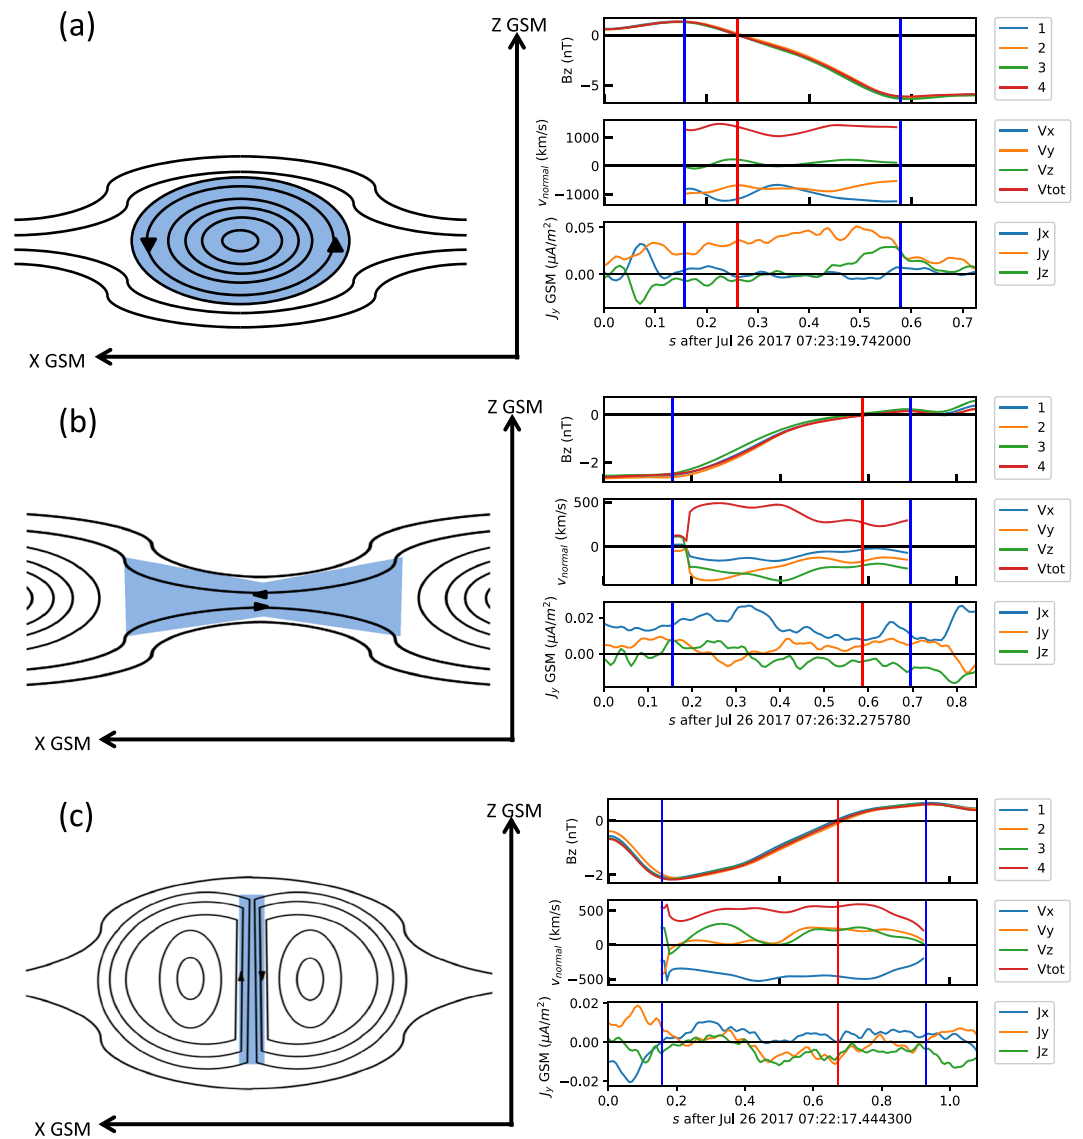 (a)
Z GSM
X GSM
Bz (nT)
0
−5
1
2
3
4
v_normal (km/s)
1000
0
−1000
Vx
Vy
Vz
Vtot
J_y GSM (μA/m²)
0.05
0.00
Jx
Jy
Jz
0.0 0.1 0.2 0.3 0.4 0.5 0.6 0.7
s after Jul 26 2017 07:23:19.742000
(b)
Z GSM
X GSM
Bz (nT)
0
−2
1
2
3
4
v_normal (km/s)
500
0
Vx
Vy
Vz
Vtot
J_y GSM (μA/m²)
0.02
0.00
Jx
Jy
Jz
0.0 0.1 0.2 0.3 0.4 0.5 0.6 0.7 0.8
s after Jul 26 2017 07:26:32.275780
(c)
Z GSM
X GSM
Bz (nT)
0
−2
1
2
3
4
v_normal (km/s)
500
0
−500
Vx
Vy
Vz
Vtot
J_y GSM (μA/m²)
0.02
0.00
−0.02
Jx
Jy
Jz
0.0 0.2 0.4 0.6 0.8 1.0
s after Jul 26 2017 07:22:17.444300